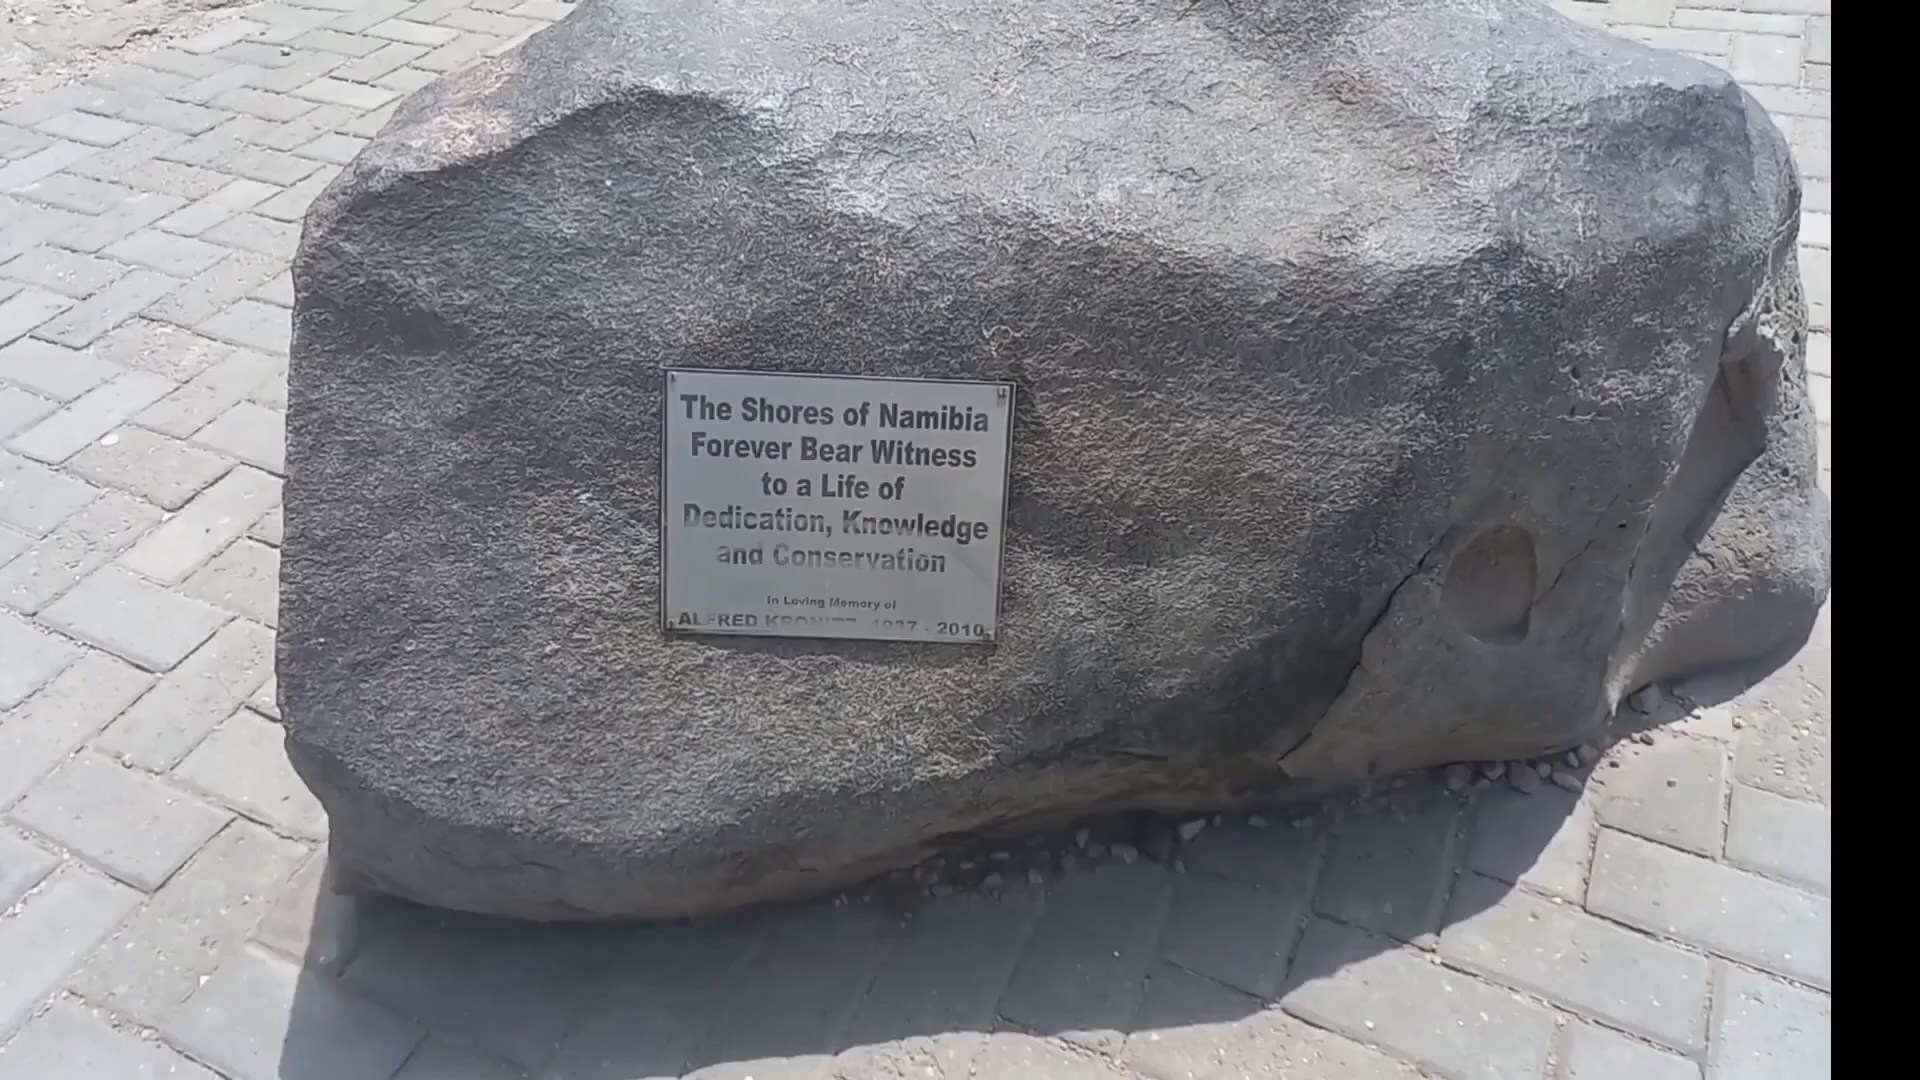 The Shores of Namibia
Forever Bear Witness
to a Life of
Dedication, Knowledge
and Conservation
In Loving Memory of
ALFRED 1937 - 2010